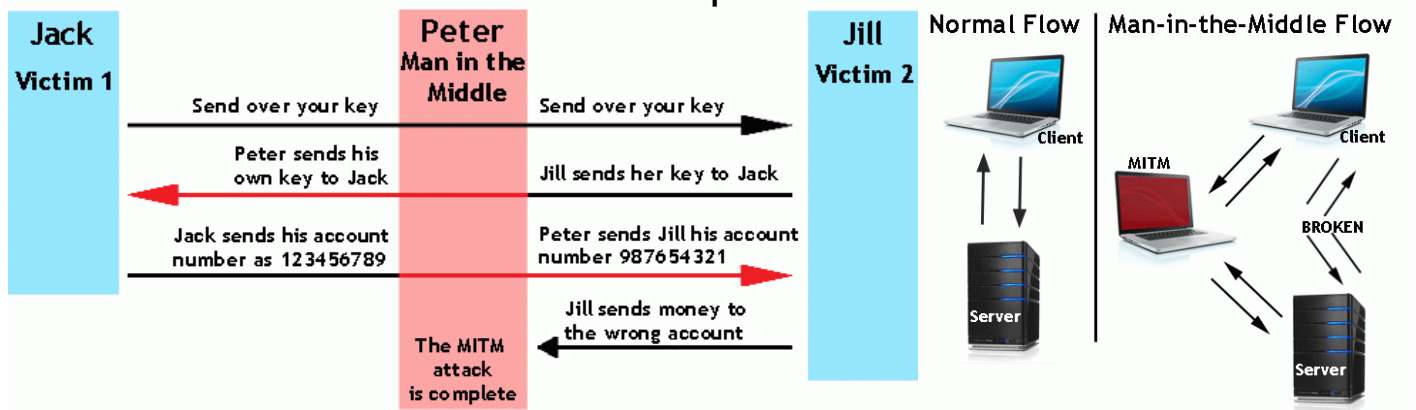 Jack
Victim 1
Peter
Man in the
Middle
Jill
Victim 2
Send over your key
Send over your key
Peter sends his
own key to Jack
Jill sends her key to Jack
Jack sends his account
number as 123456789
Peter sends Jill his account
number 987654321
Jill sends money to
the wrong account
The MITM
attack
is complete
Normal Flow
Client
Server
Man-in-the-Middle Flow
Client
MITM
BROKEN
Server